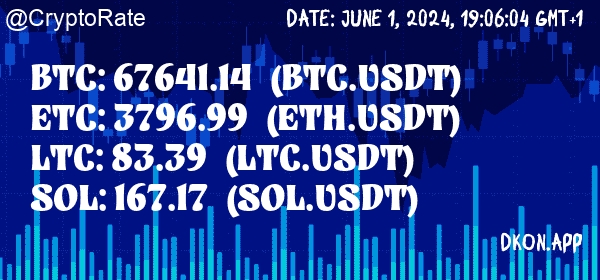 @CryptoRate
DATE: JUNE 1, 2024, 19:06:04 GMT+1
BTC: 67641.14 (BTC.USDT)
ETC: 3796.99 (ETH.USDT)
LTC: 83.39 (LTC.USDT)
SOL: 167.17 (SOL.USDT)
DKON.APP